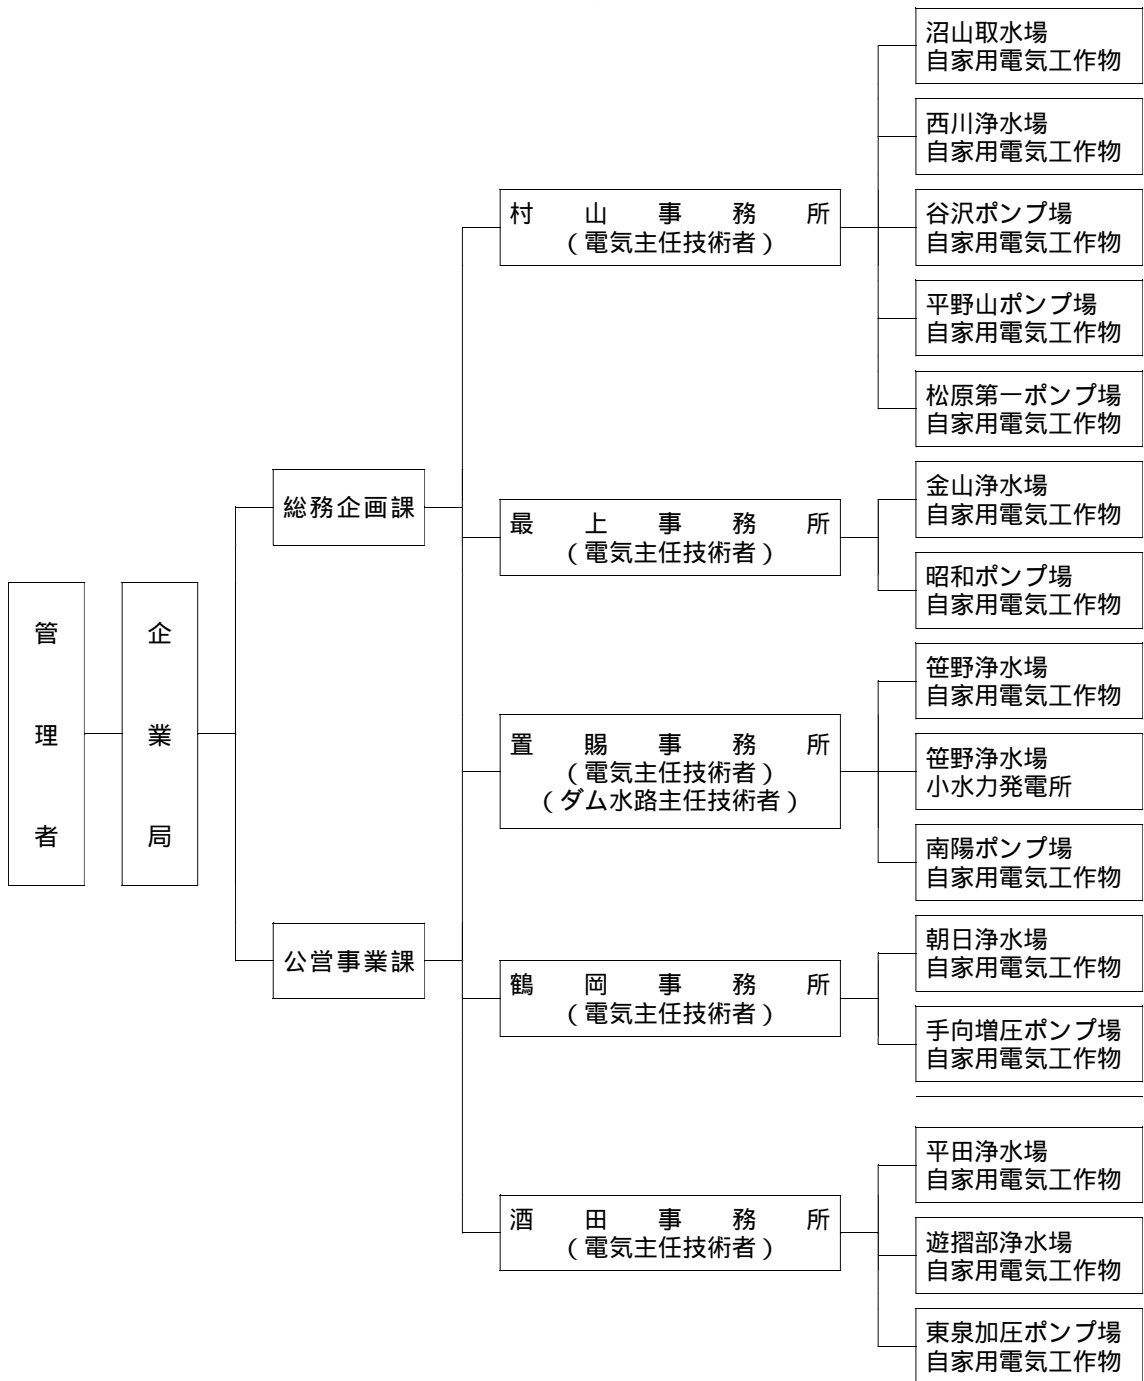 管理者
企業局
総務企画課
公営事業課
村山事務所
(電気主任技術者)
最上事務所
(電気主任技術者)
置賜事務所
(電気主任技術者)
(ダム水路主任技術者)
鶴岡事務所
(電気主任技術者)
酒田事務所
(電気主任技術者)
沼山取水場
自家用電気工作物
西川浄水場
自家用電気工作物
谷沢ポンプ場
自家用電気工作物
平野山ポンプ場
自家用電気工作物
松原第一ポンプ場
自家用電気工作物
金山浄水場
自家用電気工作物
昭和ポンプ場
自家用電気工作物
笹野浄水場
自家用電気工作物
笹野浄水場
小水力発電所
南陽ポンプ場
自家用電気工作物
朝日浄水場
自家用電気工作物
手向増圧ポンプ場
自家用電気工作物
平田浄水場
自家用電気工作物
遊摺部浄水場
自家用電気工作物
東泉加圧ポンプ場
自家用電気工作物